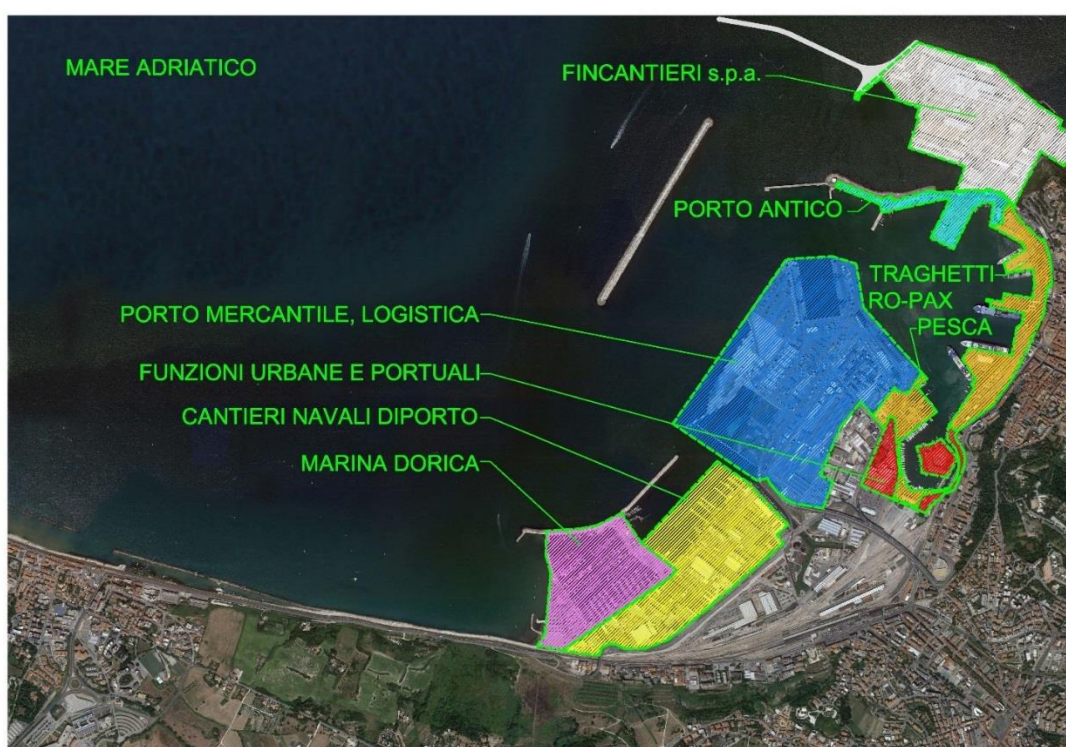 MARE ADRIATICO
FINCANTIERI s.p.a.
PORTO ANTICO
TRAGHETTI
RO-PAX
PESCA
PORTO MERCANTILE, LOGISTICA
FUNZIONI URBANE E PORTUALI
CANTIERI NAVALI DIPORTO
MARINA DORICA